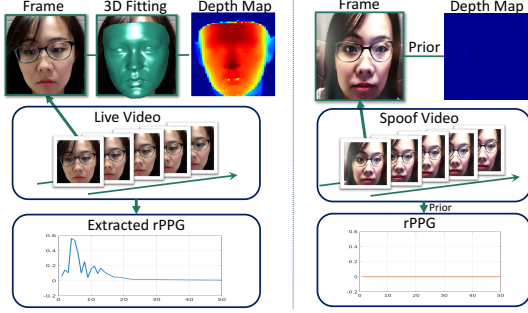 Frame 3D Fitting Depth Map
Live Video
Extracted rPPG
0.6
0.4
0.2
0
-0.2
0 10 20 30 40 50
Frame Depth Map
Prior
Spoof Video
Prior
rPPG
0.6
0.4
0.2
0
-0.2
0 10 20 30 40 50